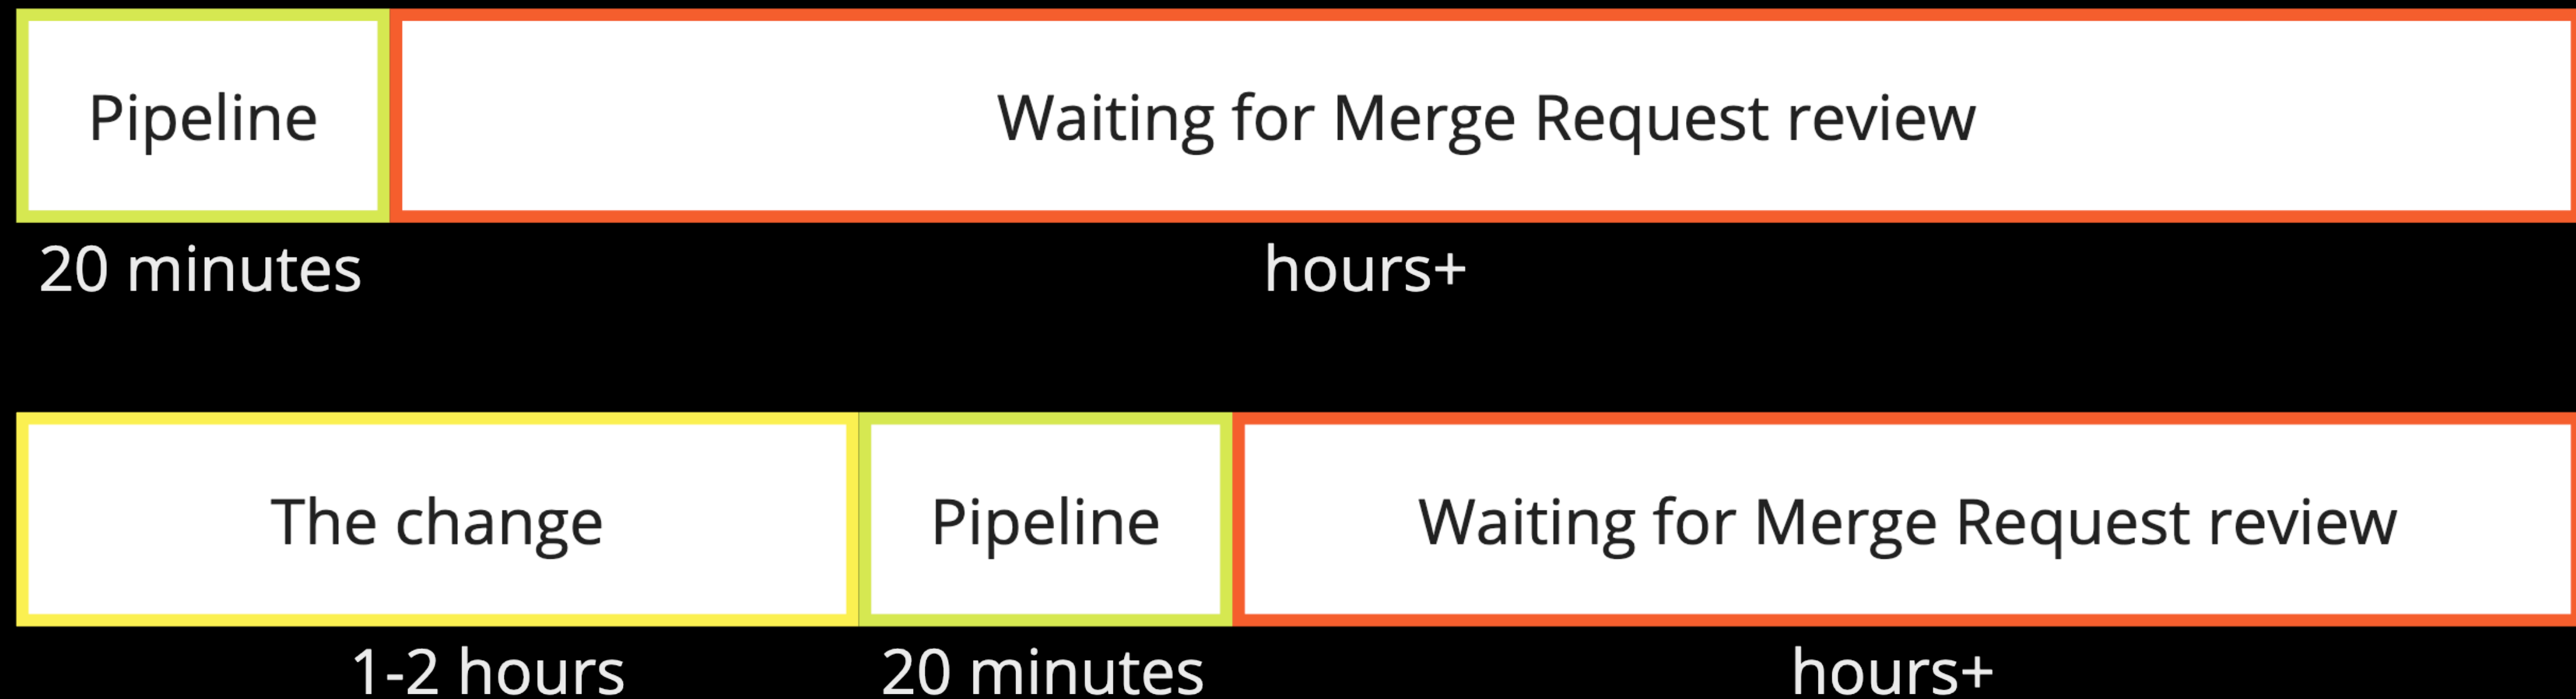 Pipeline
Waiting for Merge Request review
20 minutes
hours+
The change
Pipeline
Waiting for Merge Request review
1-2 hours
20 minutes
hours+